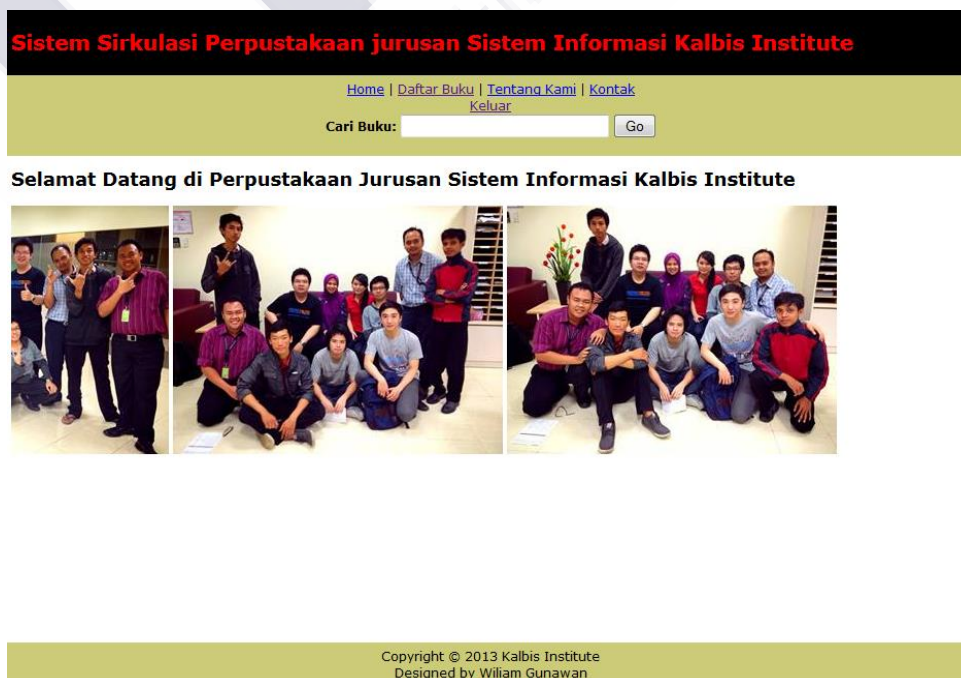 Sistem Sirkulasi Perpustakaan jurusan Sistem Informasi Kalbis Institute
Home | Daftar Buku | Tentang Kami | Kontak
Keluar
Cari Buku: Go
Selamat Datang di Perpustakaan Jurusan Sistem Informasi Kalbis Institute
Copyright © 2013 Kalbis Institute
Designed by Wiliam Gunawan